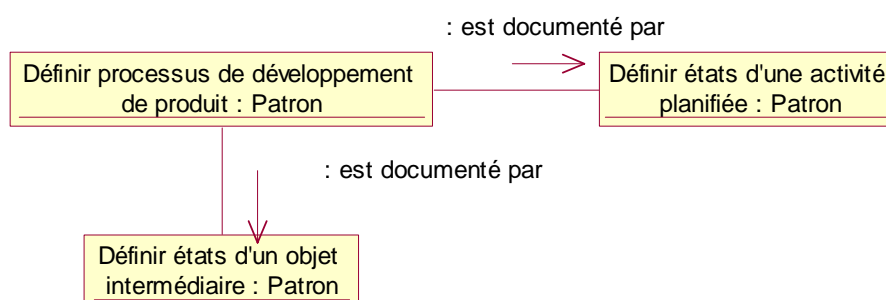 : est documenté par
Définir processus de développement
de produit : Patron
Définir états d'une activité
planifiée : Patron
: est documenté par
Définir états d'un objet
intermédiaire : Patron